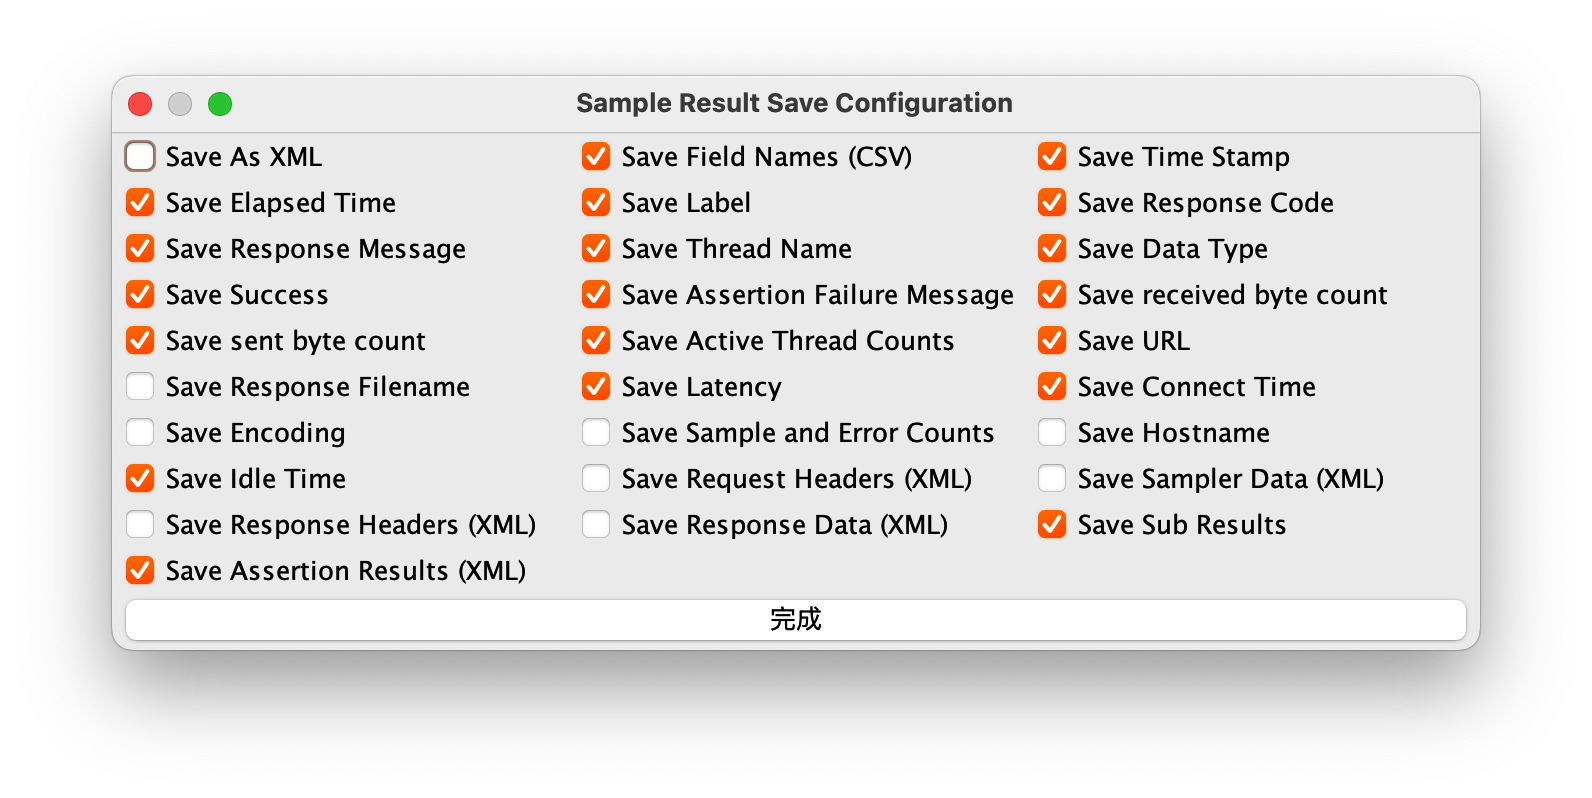 Sample Result Save Configuration
Save As XML Save Field Names (CSV) Save Time Stamp
Save Elapsed Time Save Label Save Response Code
Save Response Message Save Thread Name Save Data Type
Save Success Save Assertion Failure Message Save received byte count
Save sent byte count Save Active Thread Counts Save URL
Save Response Filename Save Latency Save Connect Time
Save Encoding Save Sample and Error Counts Save Hostname
Save Idle Time Save Request Headers (XML) Save Sampler Data (XML)
Save Response Headers (XML) Save Response Data (XML) Save Sub Results
Save Assertion Results (XML)
完成